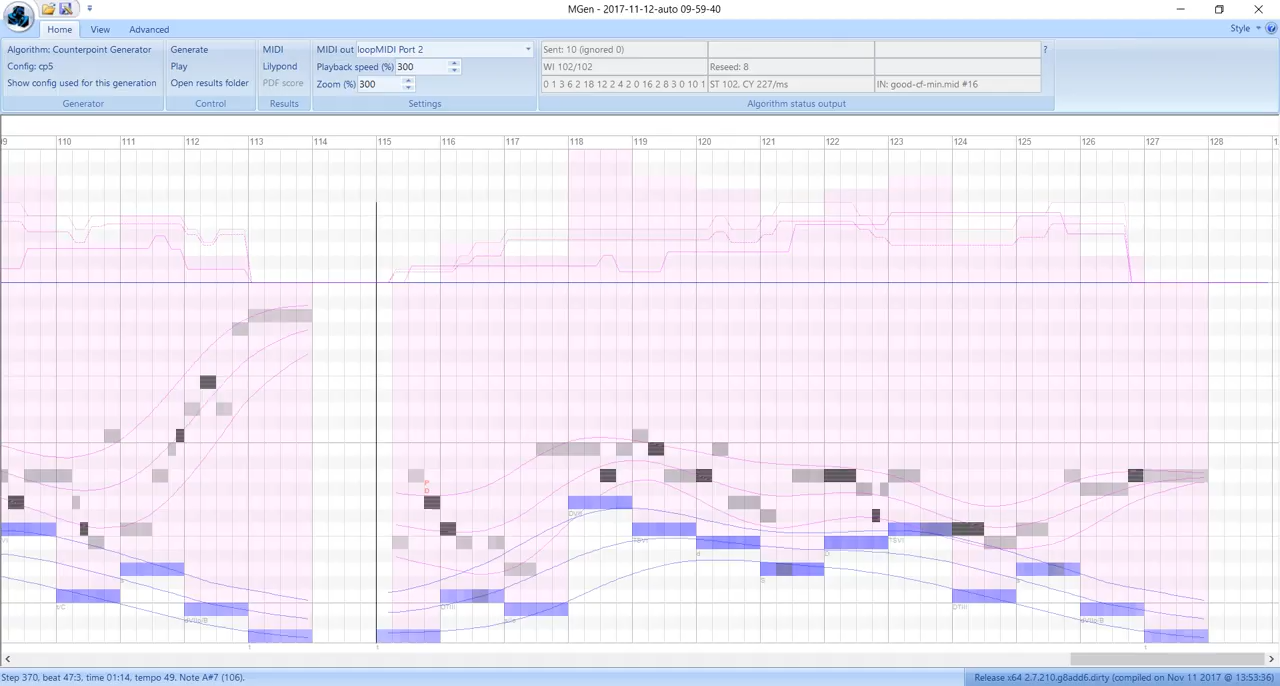 MGen - 2017-11-12-auto 09-59-40
Home View Advanced Style
Algorithm: Counterpoint Generator Generate MIDI MIDI out loopMIDI Port 2 Sent: 10 (ignored 0) ?
Config: cp5 Play Lilypond Playback speed (%) 300 WI 102/102 Reseed: 8
Show config used for this generation Open results folder PDF score Zoom (%) 300 0 1 3 6 2 18 12 2 4 2 0 16 2 8 3 0 10 1 ST 102, CY 227/ms IN: good-cf-min.mid #16
Generator Control Results Settings Algorithm status output
110 111 112 113 115 116 117 118 119 120 121 122 123 124 125 126 127 128
P
D
Step 370, beat 47:3, time 01:14, tempo 49. Note A#7 (106). Release x64 2.7.210.g8add6.dirty (compiled on Nov 11 2017 @ 13:53:36)